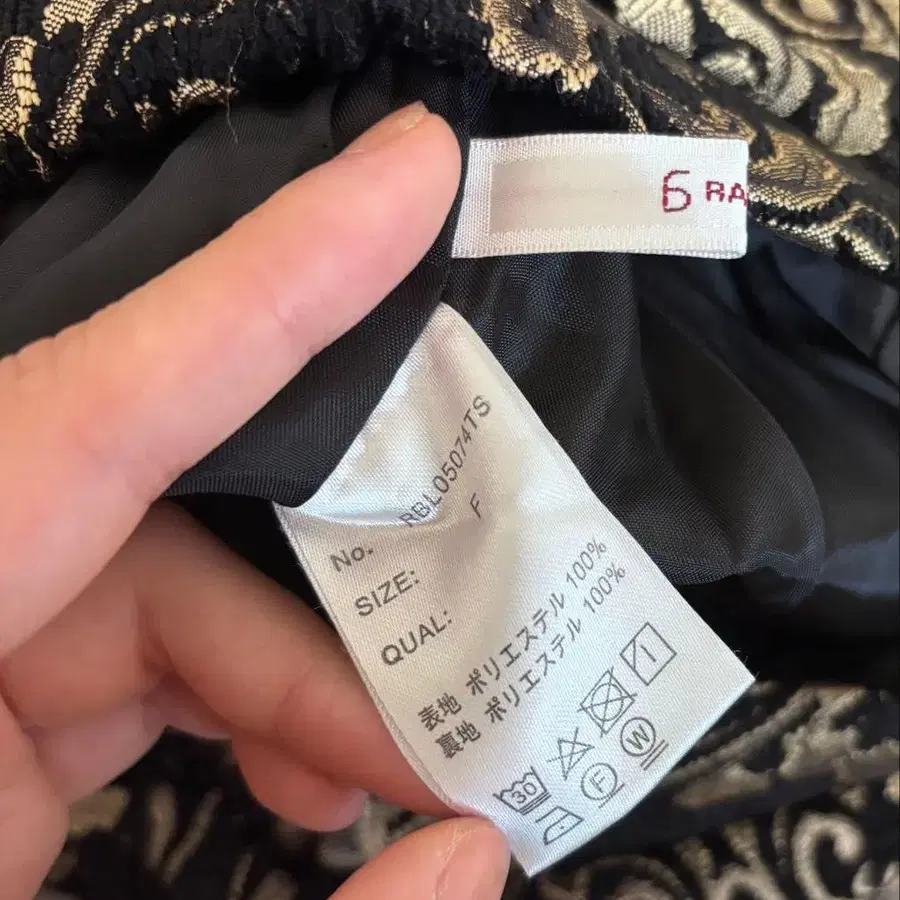 6 RA
No. RBL05074TS
SIZE: F
QUAL:
表地 ポリエステル 100%
裏地 ポリエステル 100%
30
F W